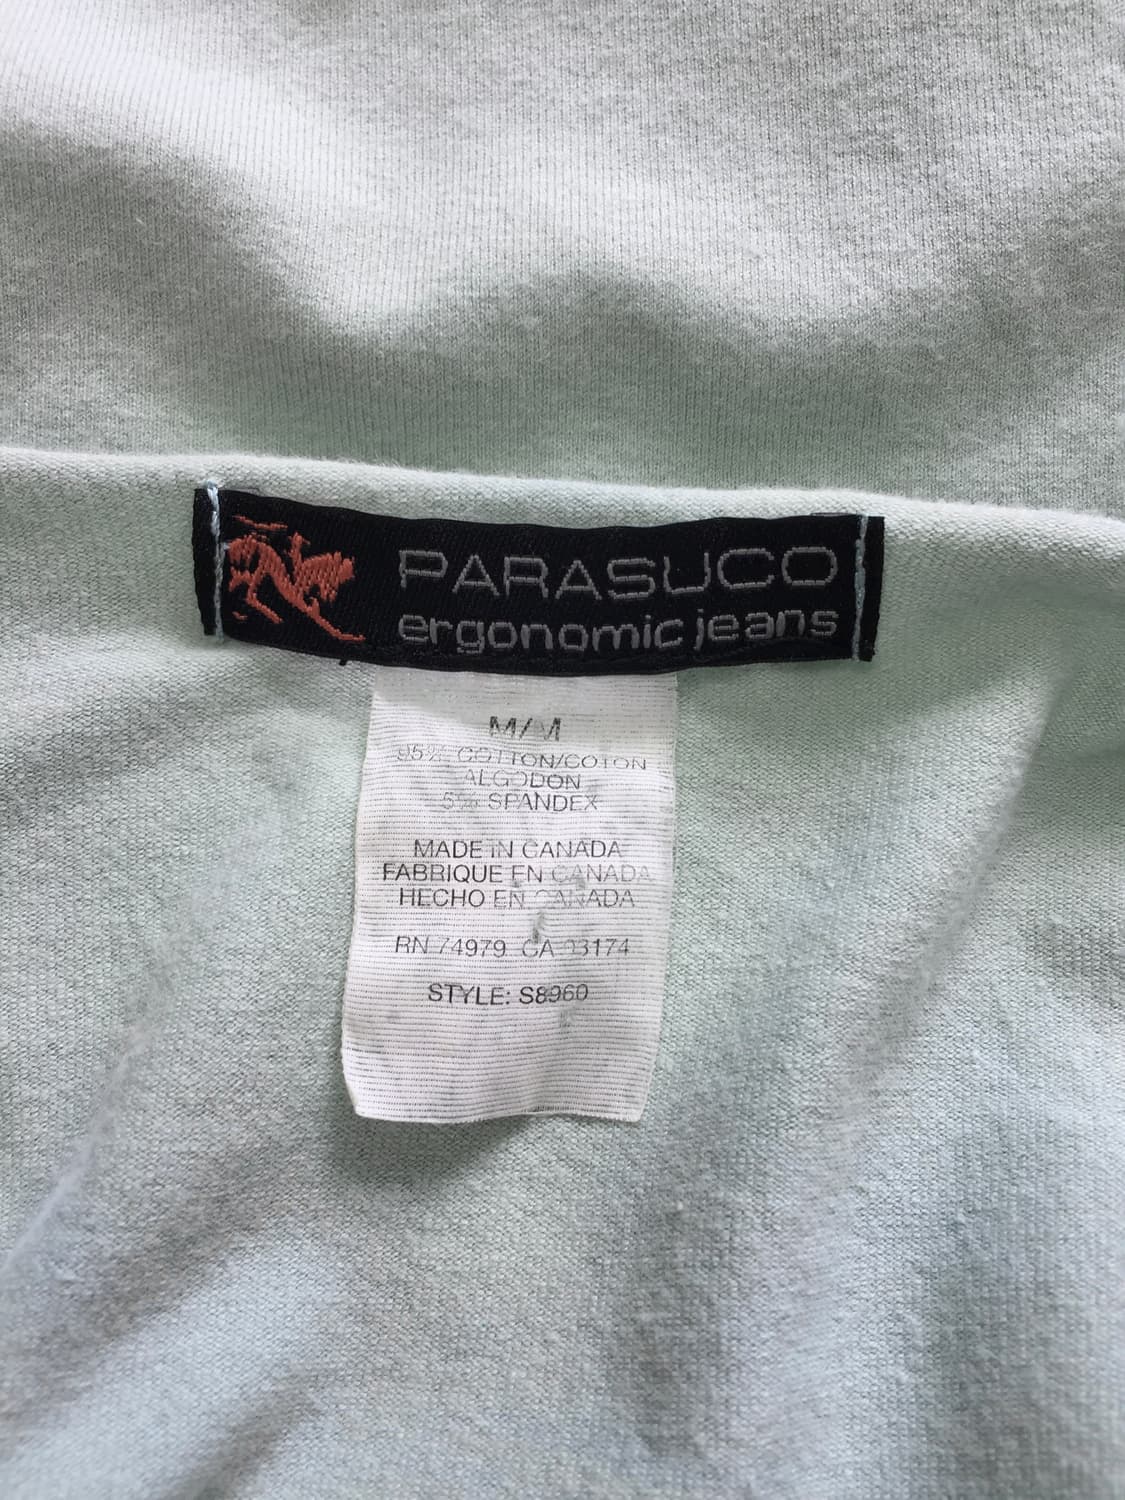 PARASUCO
ergonomic jeans
M/M
95% COTTON/COTON
ALGODON
5% SPANDEX
MADE IN CANADA
FABRIQUE EN CANADA
HECHO EN CANADA
RN 74979 CA 03174
STYLE: S8960